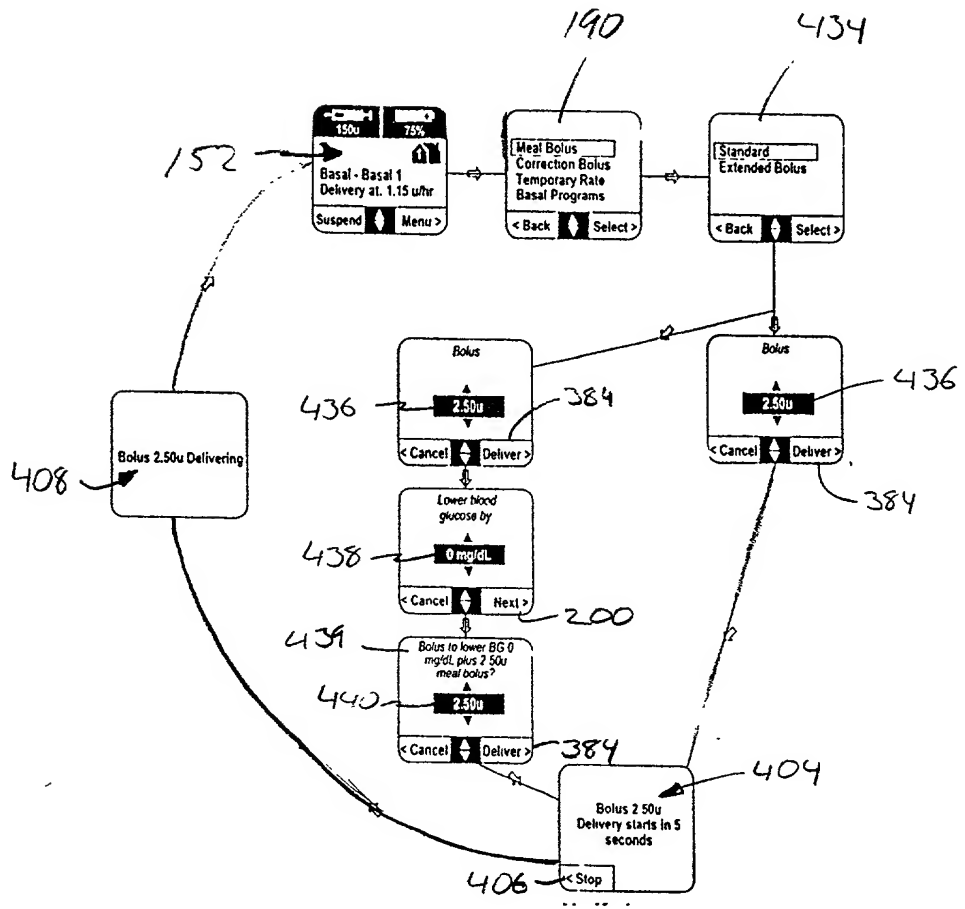 190
434
150u
75%
152
Basal - Basal 1
Delivery at. 1.15 u/hr
Suspend
Menu >
Meal Bolus
Correction Bolus
Temporary Rate
Basal Programs
< Back
Select >
Standard
Extended Bolus
< Back
Select >
Bolus
436
2.50u
384
< Cancel
Deliver >
Bolus
2.50u
436
< Cancel
Deliver >
384
Bolus 2.50u Delivering
408
Lower blood
glucose by
438
0 mg/dL
< Cancel
Next >
200
439
Bolus to lower BG 0
mg/dL plus 2 50u
meal bolus?
440
2.50u
< Cancel
Deliver >
384
404
Bolus 2 50u
Delivery starts in 5
seconds
406
< Stop